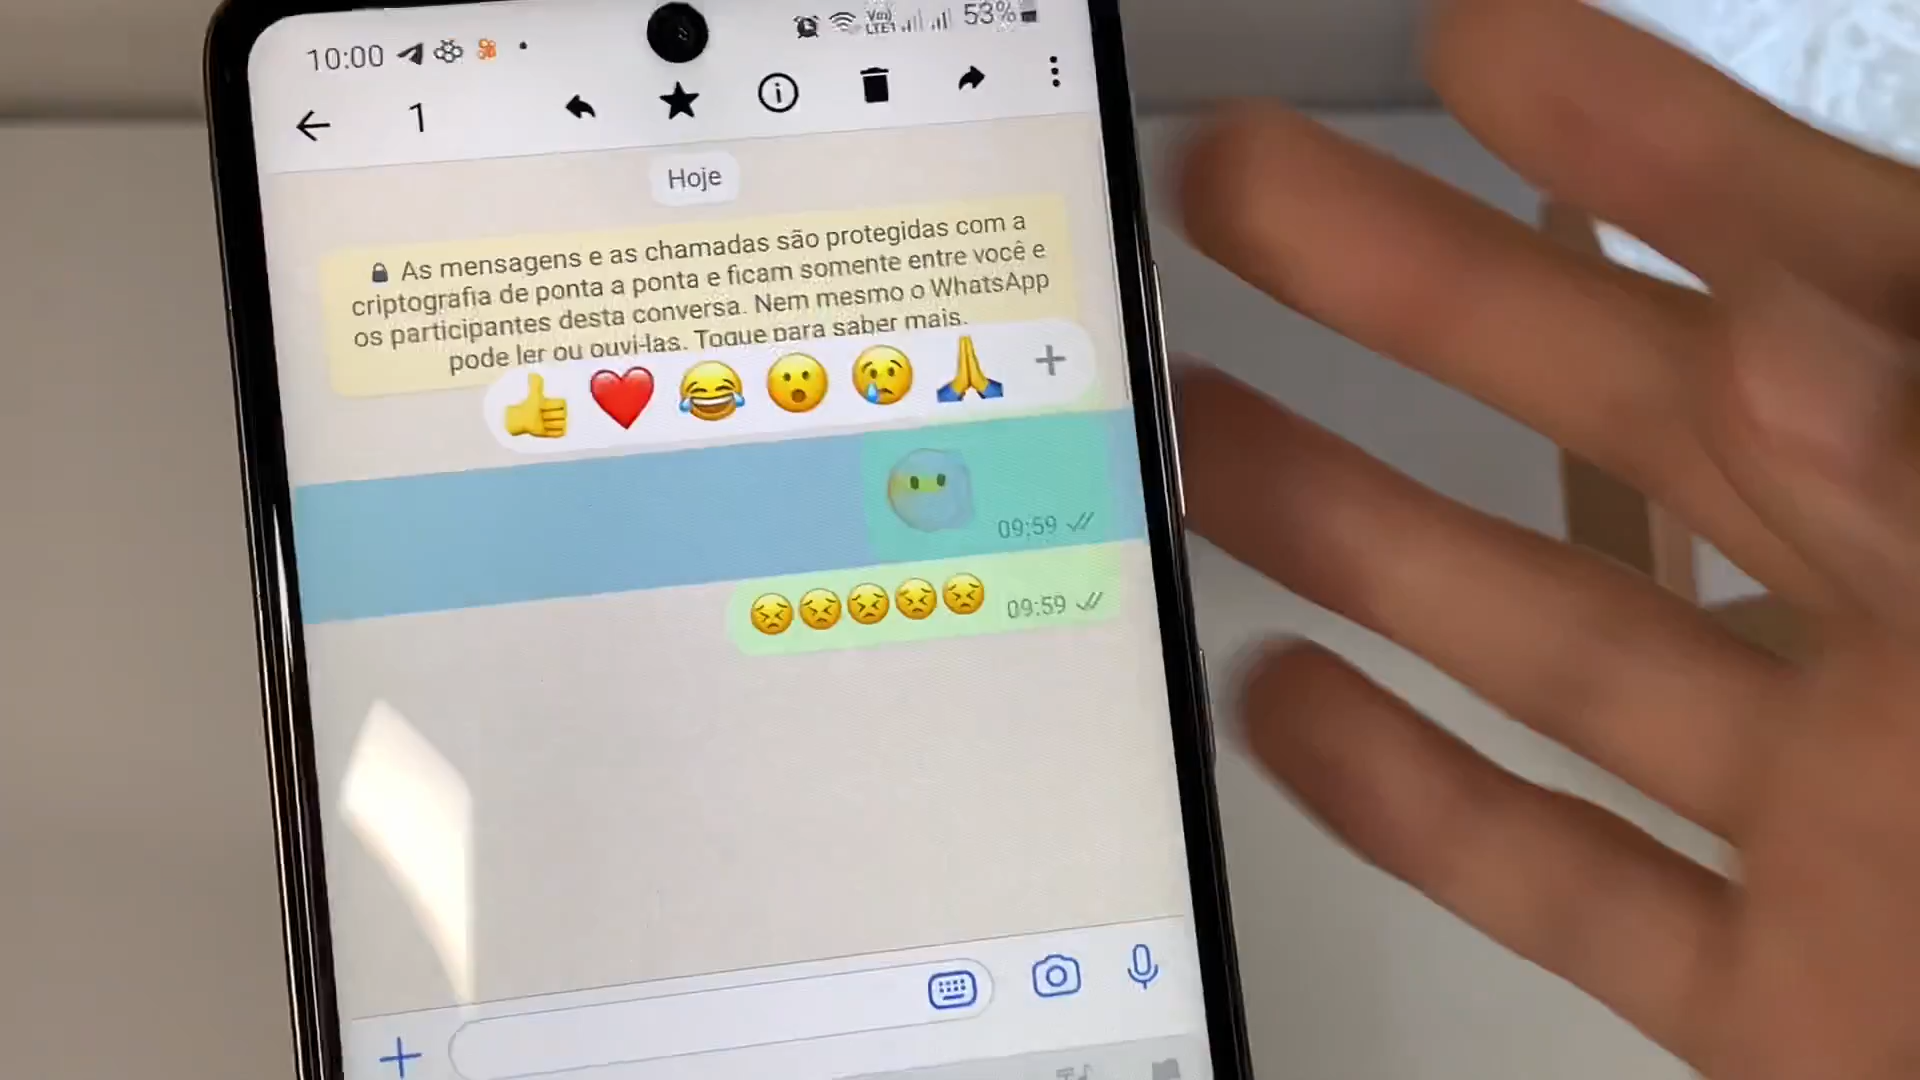 10:00
Vo) LTE1
53%
1
Hoje
As mensagens e as chamadas são protegidas com a
criptografia de ponta a ponta e ficam somente entre você e
os participantes desta conversa. Nem mesmo o WhatsApp
pode ler ou ouvi-las. Toque para saber mais.
09:59
09:59